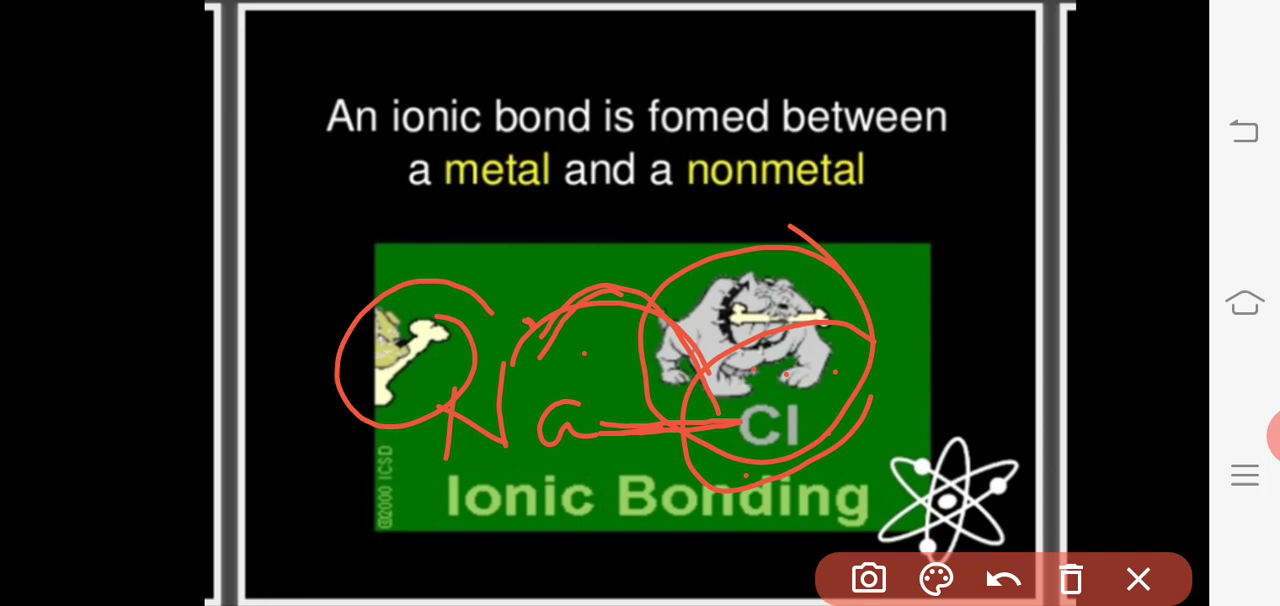 An ionic bond is fomed between
a metal and a nonmetal
Na
Cl
Ionic Bonding
@2000 ICSD